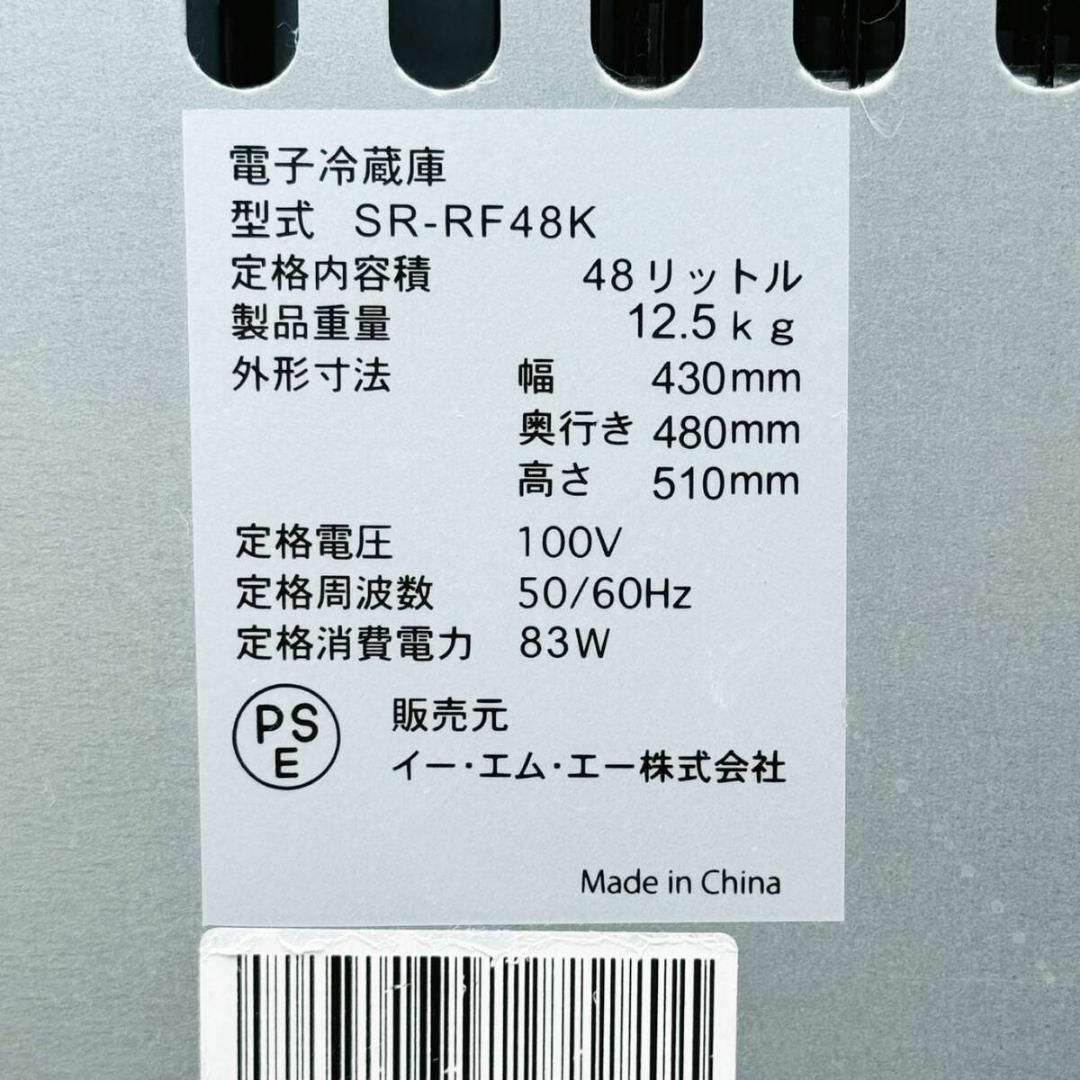 電子冷蔵庫
型式 SR-RF48K
定格内容積 48リットル
製品重量 12.5kg
外形寸法 幅 430mm
奥行き 480mm
高さ 510mm
定格電圧 100V
定格周波数 50/60Hz
定格消費電力 83W
PS
E
販売元
イー・エム・エー株式会社
Made in China